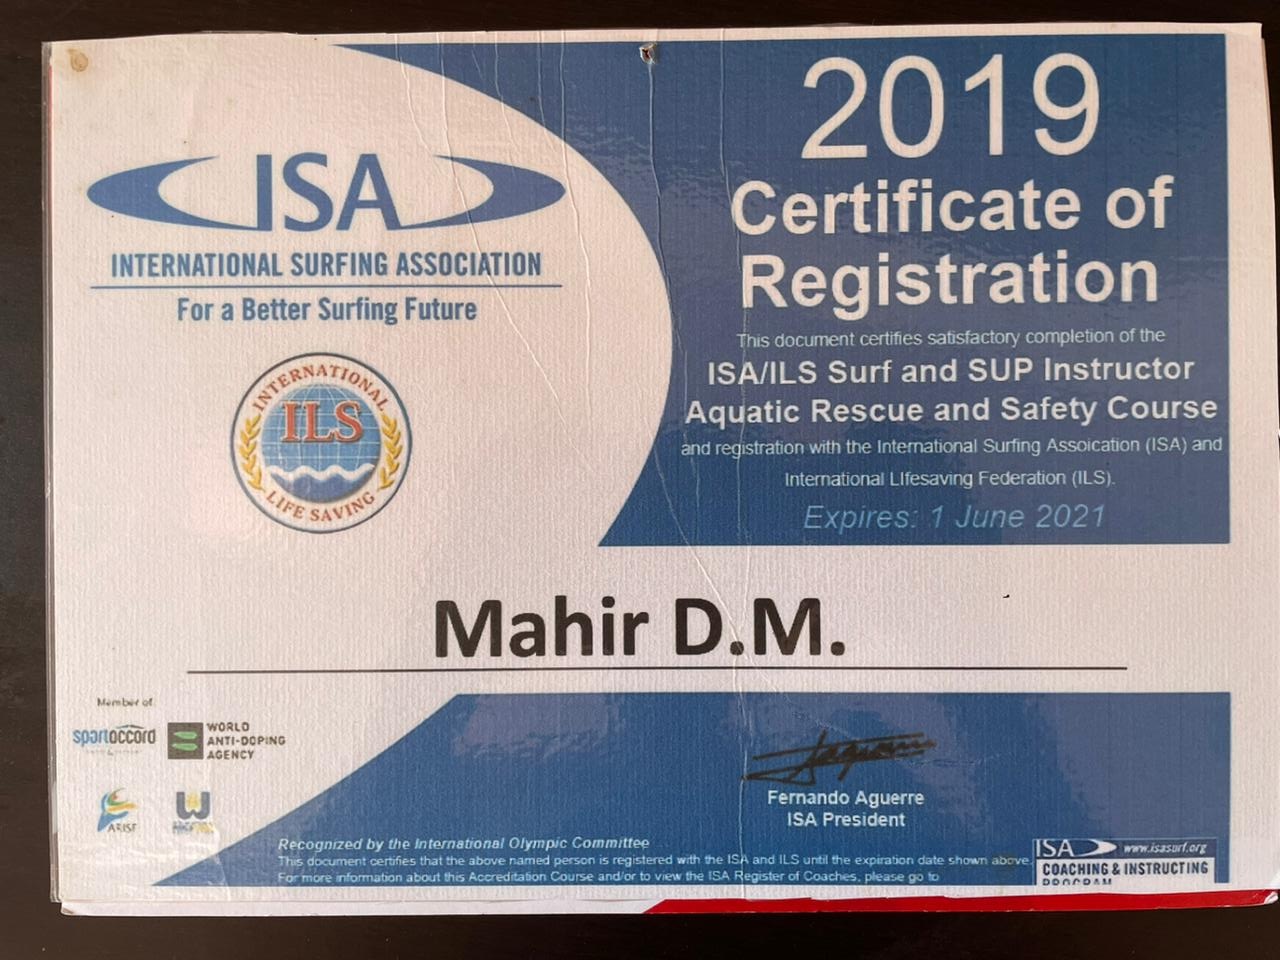 2019
Certificate of
Registration
This document certifies satisfactory completion of the
ISA/ILS Surf and SUP Instructor
Aquatic Rescue and Safety Course
and registration with the International Surfing Assoication (ISA) and
International LIfesaving Federation (ILS).
Expires: 1 June 2021
ISA
INTERNATIONAL SURFING ASSOCIATION
For a Better Surfing Future
INTERNATIONAL
ILS
LIFE SAVING
Mahir D.M.
Member of:
sportaccord
WORLD
ANTI-DOPING
AGENCY
ARISF
W
Fernando Aguerre
ISA President
Recognized by the International Olympic Committee
This document certifies that the above named person is registered with the ISA and ILS until the expiration date shown above.
For more information about this Accreditation Course and/or to view the ISA Register of Coaches, please go to
ISA www.isasurf.org
COACHING & INSTRUCTING
PROGRAM